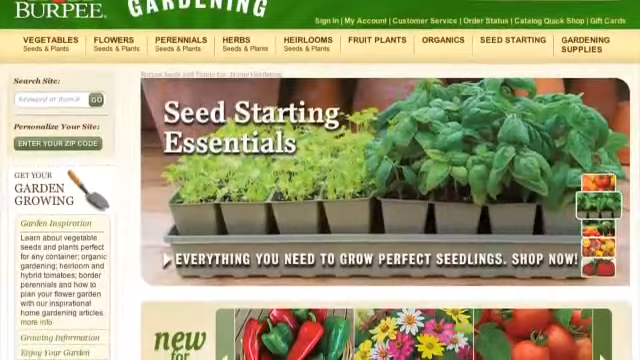 BURPEE.
GARDENING
Sign In | My Account | Customer Service | Order Status | Catalog Quick Shop | Gift Cards
VEGETABLES
Seeds & Plants
FLOWERS
Seeds & Plants
PERENNIALS
Seeds & Plants
HERBS
Seeds & Plants
HEIRLOOMS
Seeds & Plants
FRUIT PLANTS
ORGANICS
SEED STARTING
GARDENING
SUPPLIES
Search Site:
GO
Personalize Your Site:
ENTER YOUR ZIP CODE
GET YOUR
GARDEN
GROWING
Garden Inspiration
Learn about vegetable
seeds and plants perfect
for any container; organic
gardening; heirloom and
hybrid tomatoes; border
perennials and how to
plan your flower garden
with inspirational
home gardening articles.
more info
Growing Information
Enjoy Your Garden
Seed Starting
Essentials
EVERYTHING YOU NEED TO GROW PERFECT SEEDLINGS. SHOP NOW!
new
for